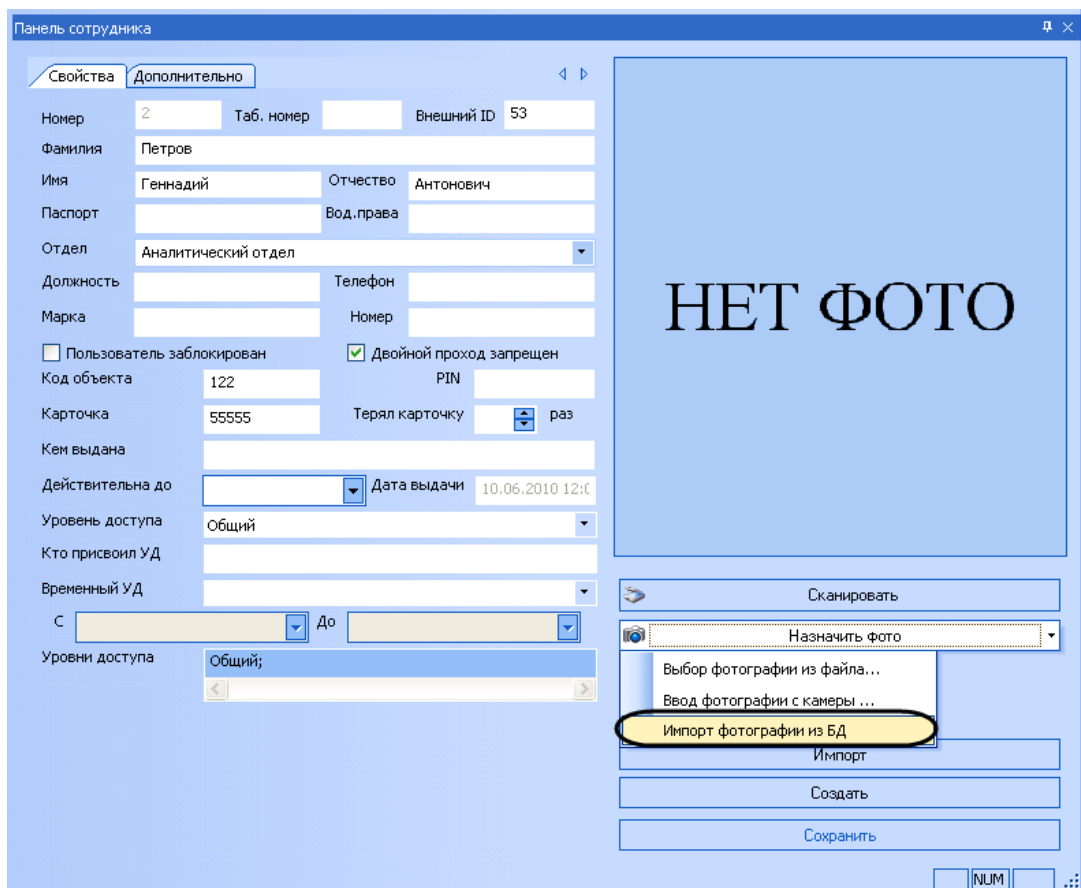 Панель сотрудника
Свойства Дополнительно
Номер 2 Таб. номер Внешний ID 53
Фамилия Петров
Имя Геннадий Отчество Антонович
Паспорт Вод.права
Отдел Аналитический отдел
Должность Телефон
Марка Номер
Пользователь заблокирован Двойной проход запрещен
Код объекта 122 PIN
Карточка 55555 Терял карточку раз
Кем выдана
Действительна до Дата выдачи 10.06.2010 12:0
Уровень доступа Общий
Кто присвоил УД
Временный УД
С До
Уровни доступа Общий;
НЕТ ФОТО
Сканировать
Назначить фото
Выбор фотографии из файла...
Ввод фотографии с камеры ...
Импорт фотографии из БД
Импорт
Создать
Сохранить
NUM